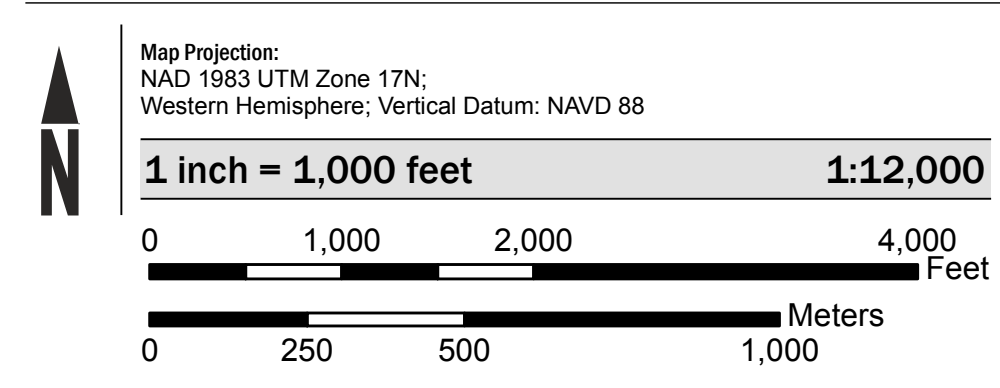 Map Projection:
NAD 1983 UTM Zone 17N;
Western Hemisphere; Vertical Datum: NAVD 88
N
1 inch = 1,000 feet 1:12,000
0 1,000 2,000 4,000
Feet
Meters
0 250 500 1,000